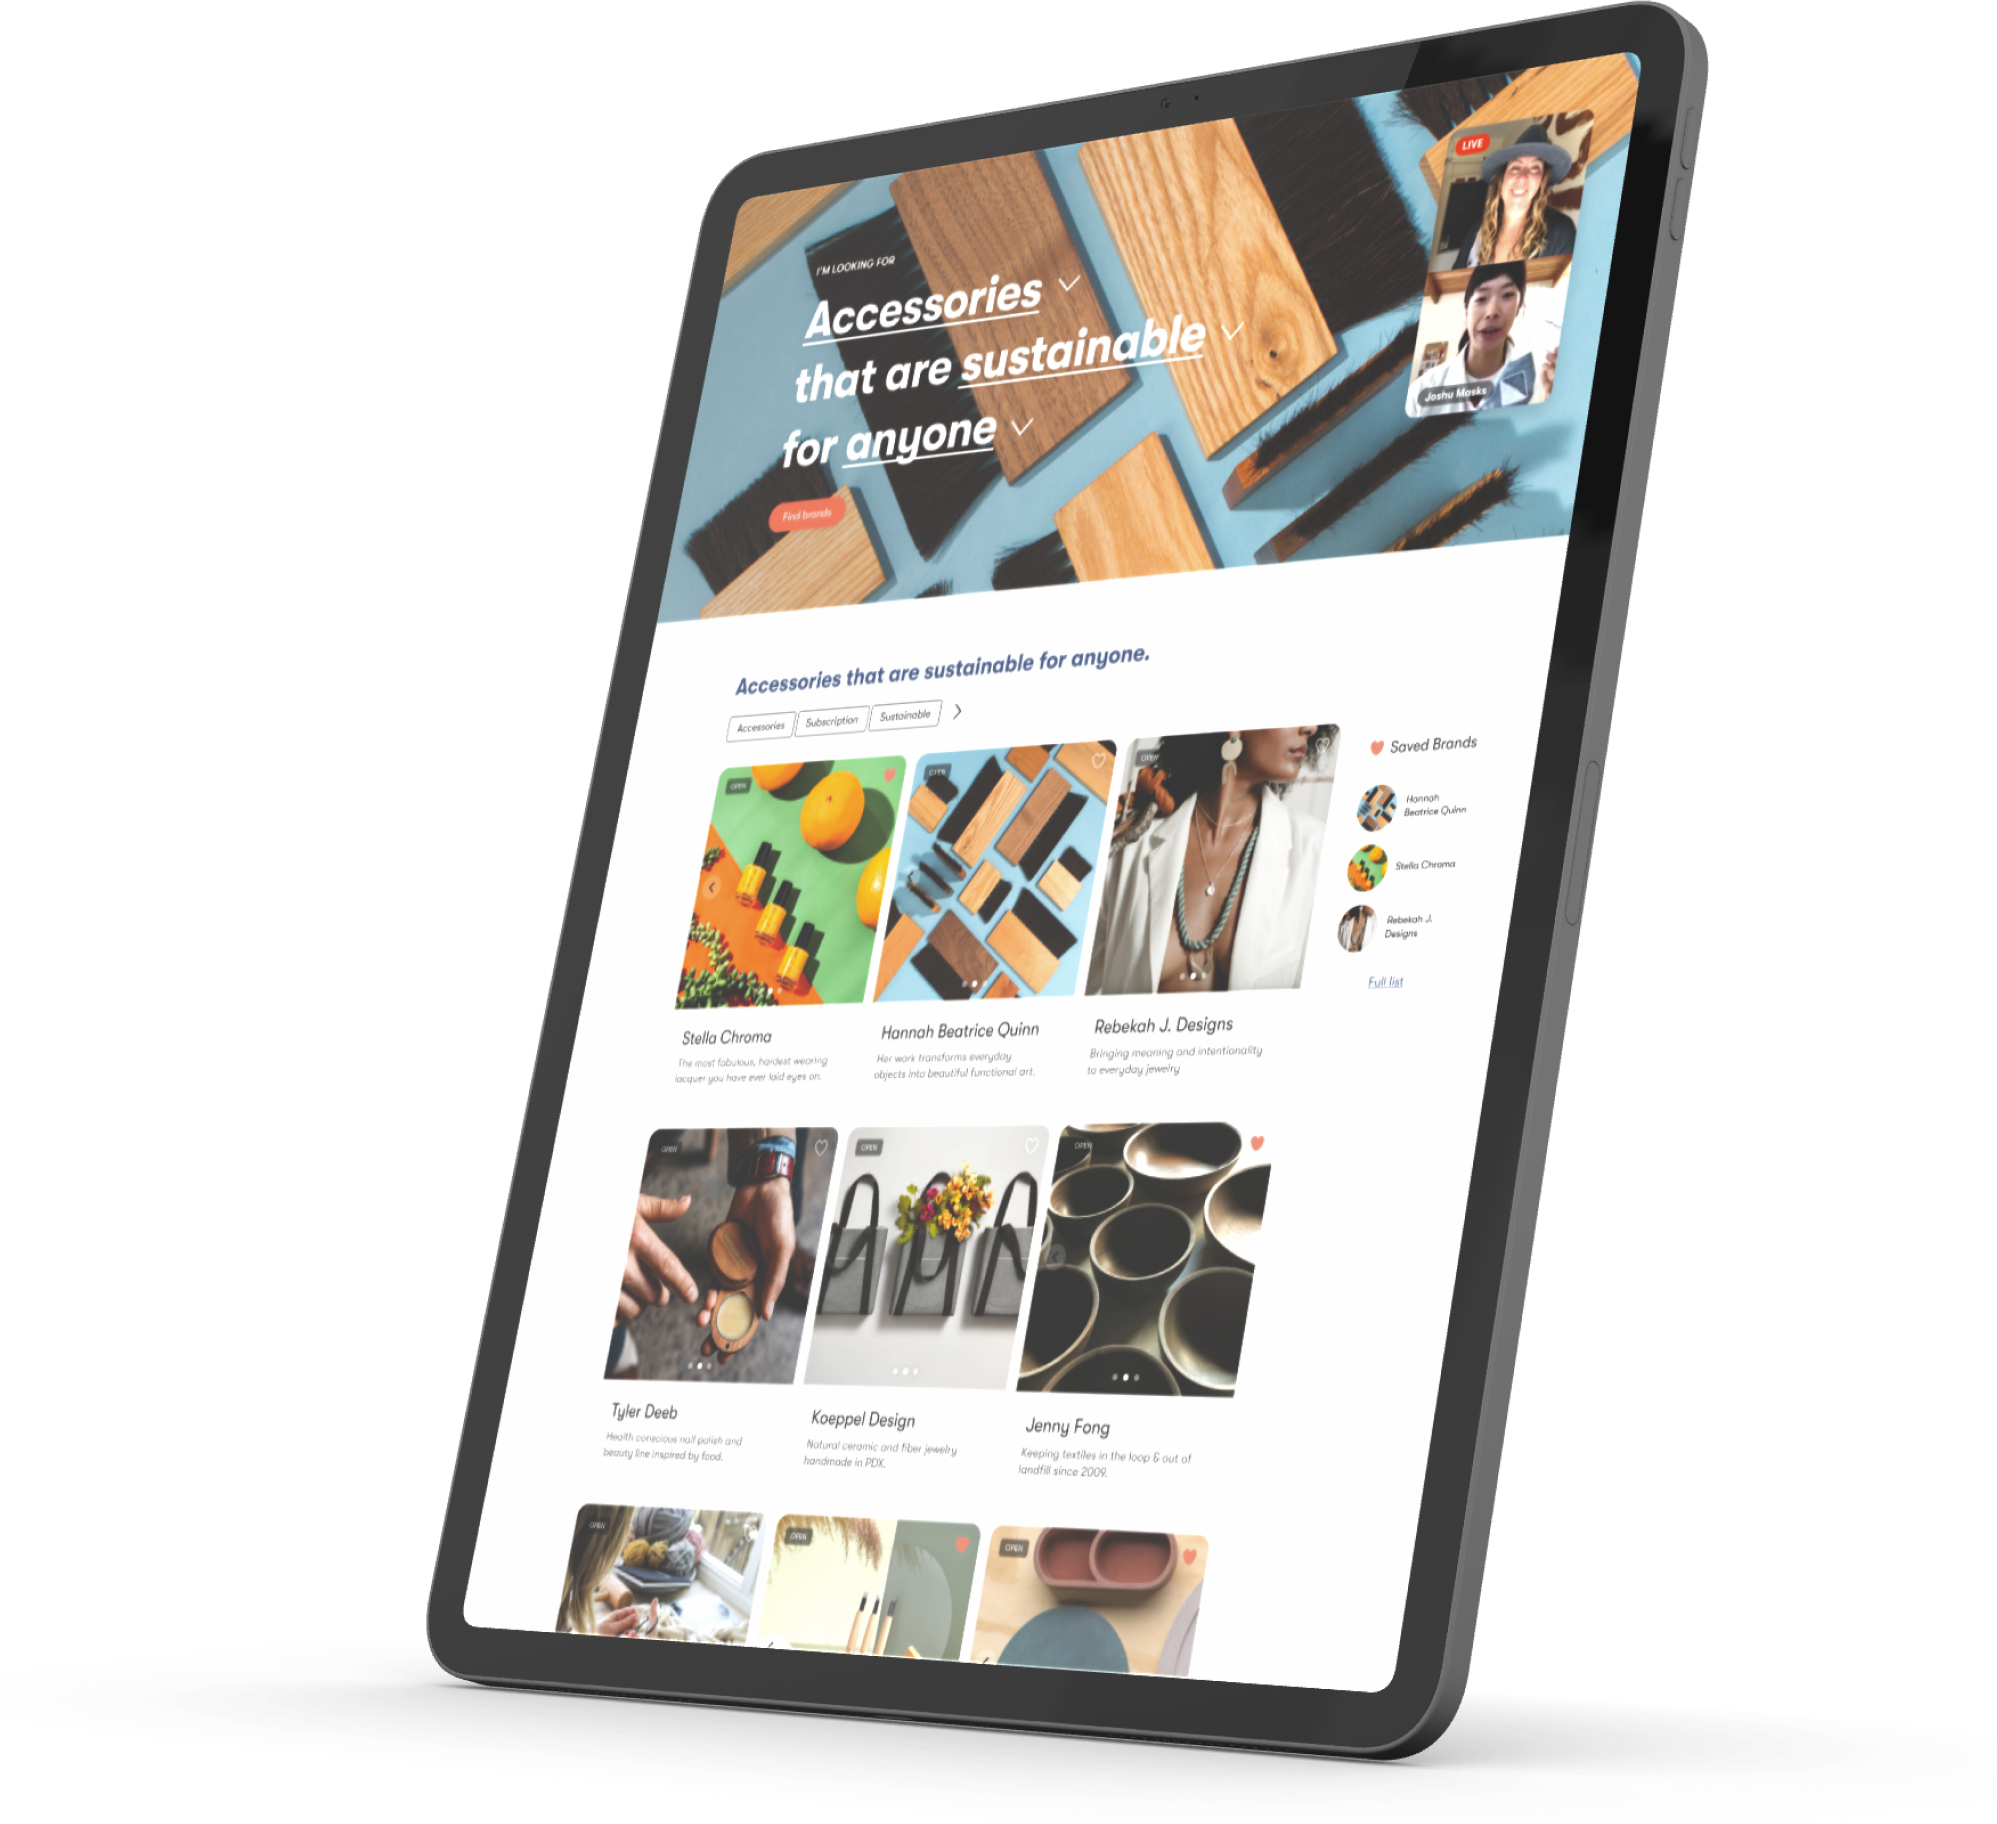 I'M LOOKING FOR
Accessories
that are sustainable
for anyone
Find brands
LIVE
Joshu Masks
Accessories that are sustainable for anyone.
Accessories Subscription Sustainable
OPEN
OPEN
OPEN
Stella Chroma
The most fabulous, hardest wearing
lacquer you have ever laid eyes on.
Hannah Beatrice Quinn
Her work transforms everyday
objects into beautiful functional art.
Rebekah J. Designs
Bringing meaning and intentionality
to everyday jewelry
Saved Brands
Hannah
Beatrice Quinn
Stella Chroma
Rebekah J.
Designs
Full list
OPEN
OPEN
OPEN
Tyler Deeb
Health conscious nail polish and
beauty line inspired by food.
Koeppel Design
Natural ceramic and fiber jewelry
handmade in PDX.
Jenny Fong
Keeping textiles in the loop & out of
landfill since 2009.
OPEN
OPEN
OPEN